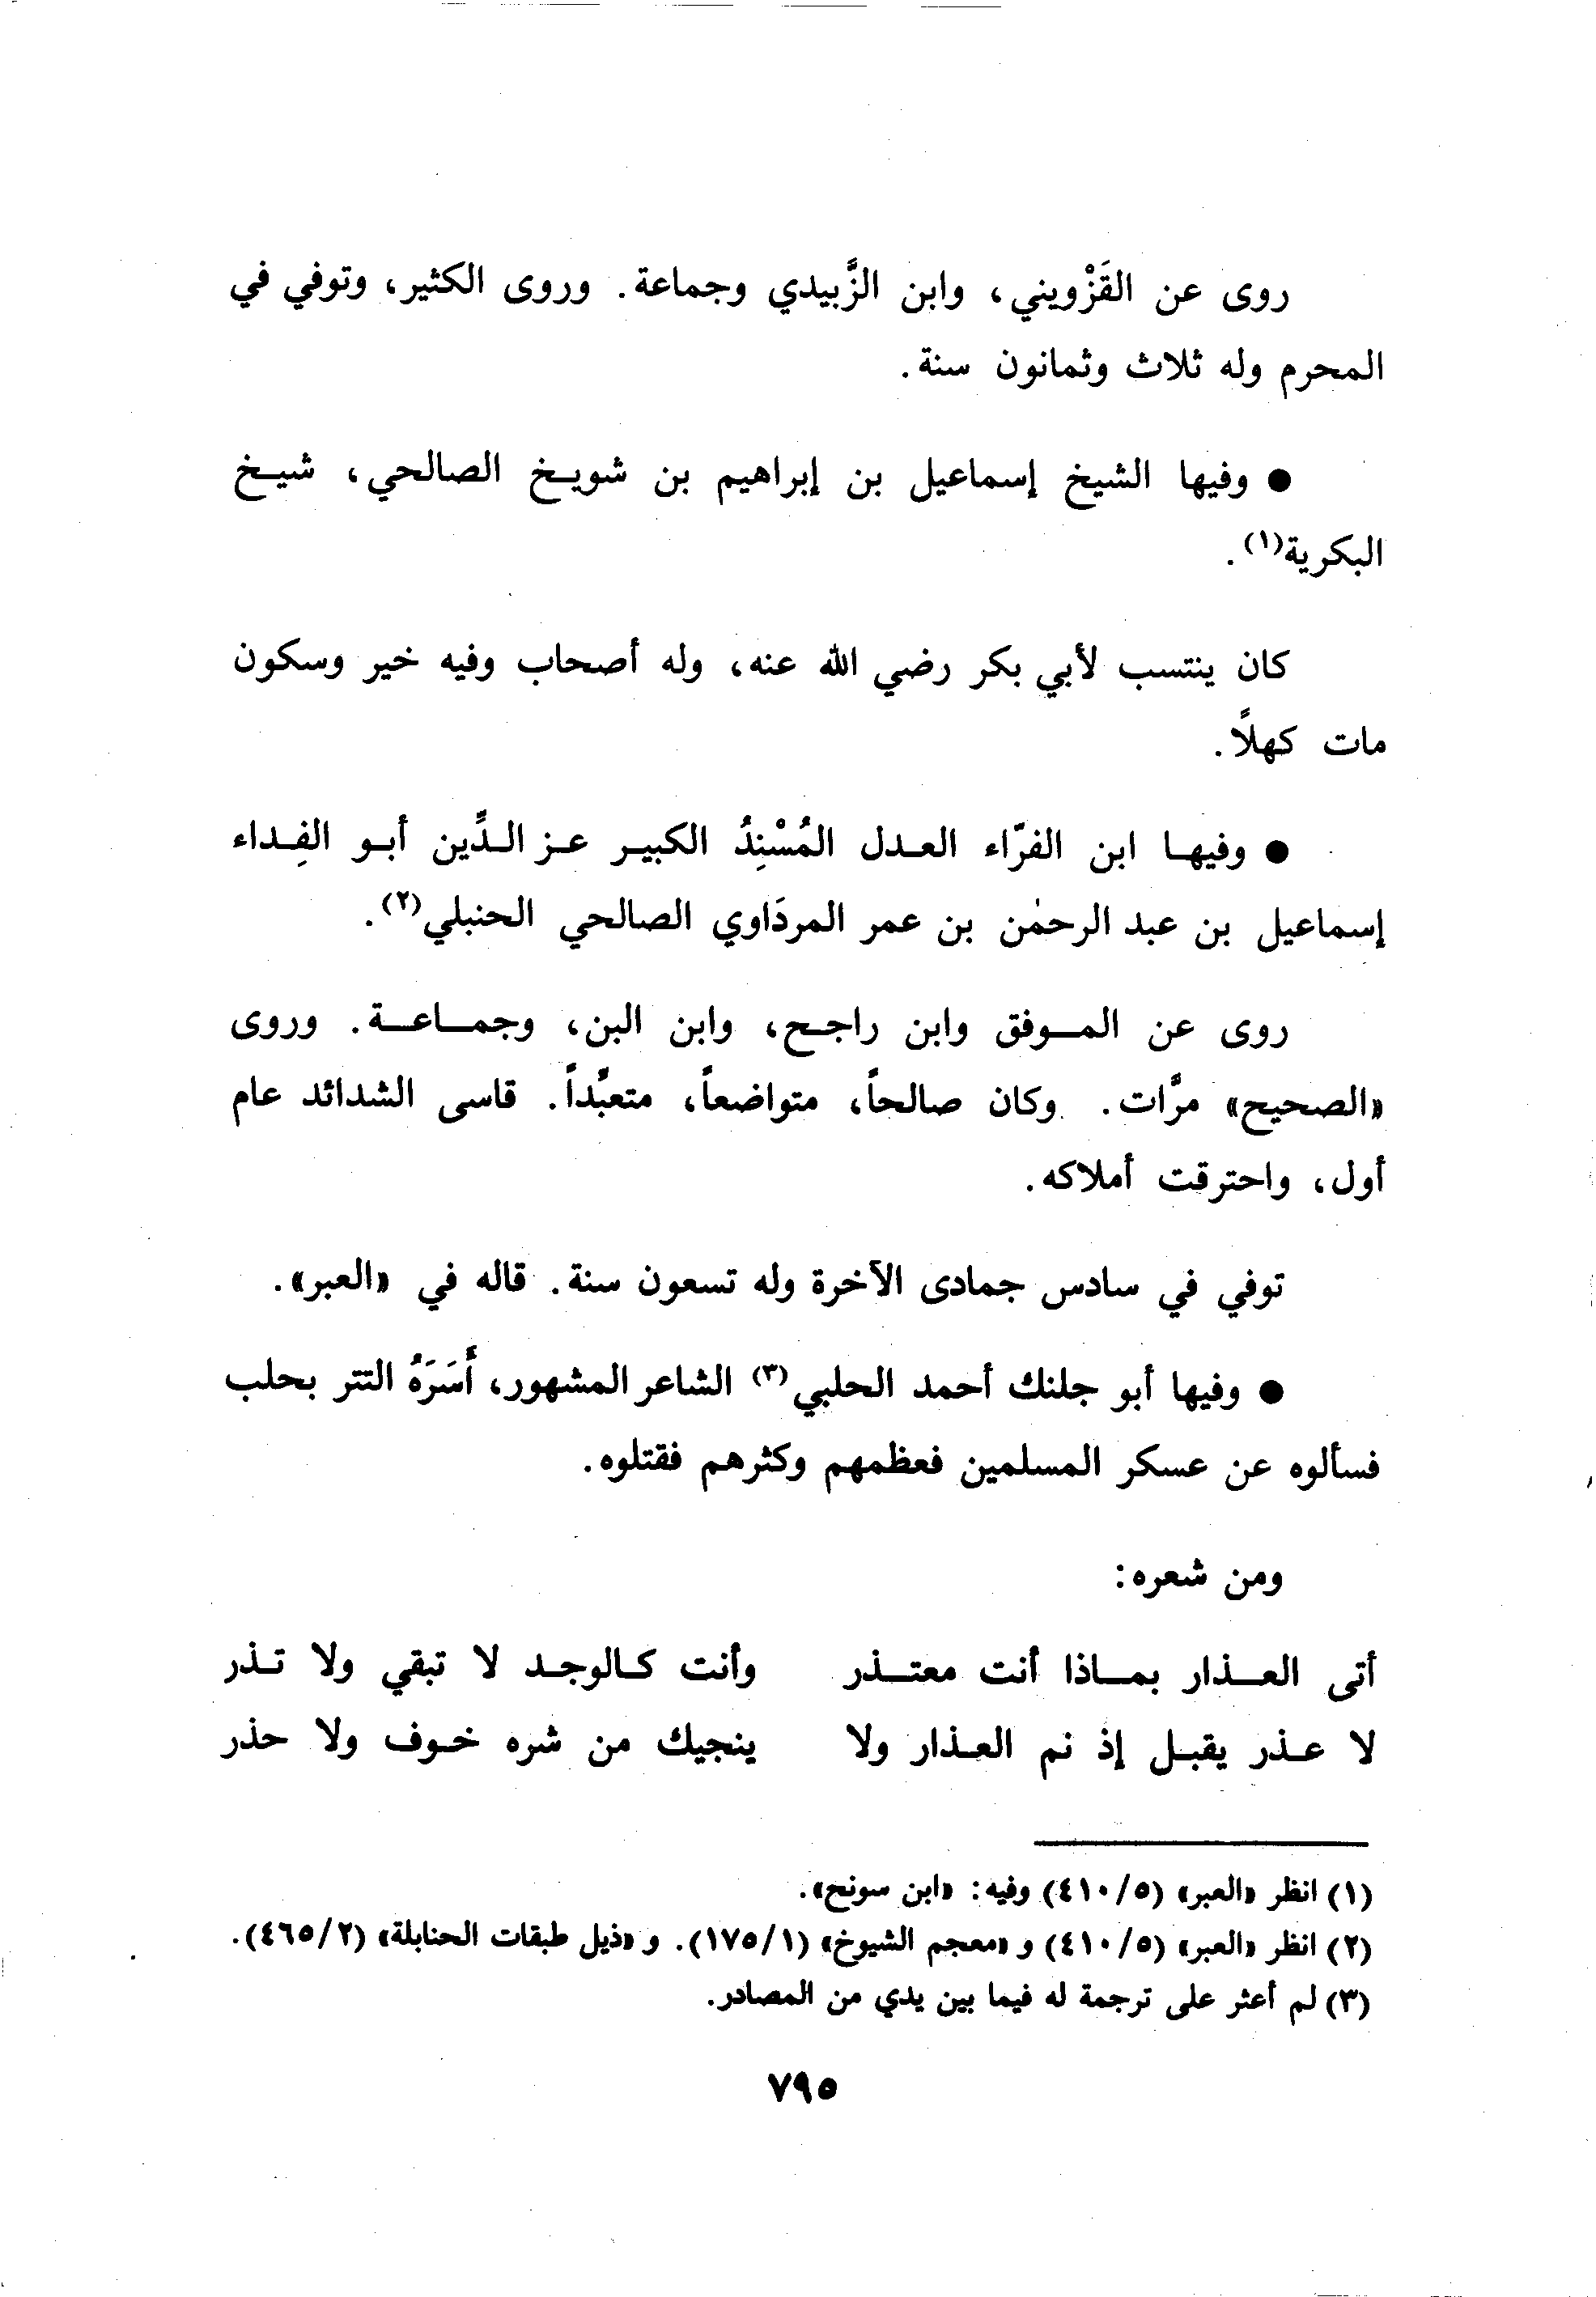 روى عن القَزْويني، وابن الزَّبيدي وجماعة. وروى الكثير، وتوفي في
المحرم وله ثلاث وثمانون سنة.
● وفيها الشيخ إسماعيل بن إبراهيم بن شويخ الصالحي، شيخ
البكرية(١).
كان ينتسب لأبي بكر رضي الله عنه، وله أصحاب وفيه خير وسكون
مات كهلاً.
● وفيها ابن الفرّاء العدل المُسْنِدُ الكبير عز الدِّين أبو الفِداء
إسماعيل بن عبد الرحمٰن بن عمر المردَاوي الصالحي الحنبلي(٢).
روى عن الموفق وابن راجح، وابن البن، وجماعة. وروى
«الصحيح» مرَّات. وكان صالحاً، متواضعاً، متعبِّداً. قاسى الشدائد عام
أول، واحترقت أملاكه.
توفي في سادس جمادى الآخرة وله تسعون سنة. قاله في «العبر».
● وفيها أبو جلنك أحمد الحلبي(٣) الشاعر المشهور، أَسَرَهُ التتر بحلب
فسألوه عن عسكر المسلمين فعظمهم وكثرهم فقتلوه.
ومن شعره:
أتى العذار بماذا أنت معتذر وأنت كالوجد لا تبقي ولا تذر
لا عذر يقبل إذ نم العذار ولا ينجيك من شره خوف ولا حذر
(١) انظر «العبر» (٥/٤١٠) وفيه: «ابن سونح».
(٢) انظر «العبر» (٥/٤١٠) و «معجم الشيوخ» (١/١٧٥). و «ذيل طبقات الحنابلة» (٢/٤٦٥).
(٣) لم أعثر على ترجمة له فيما بين يدي من المصادر.
٧٩٥